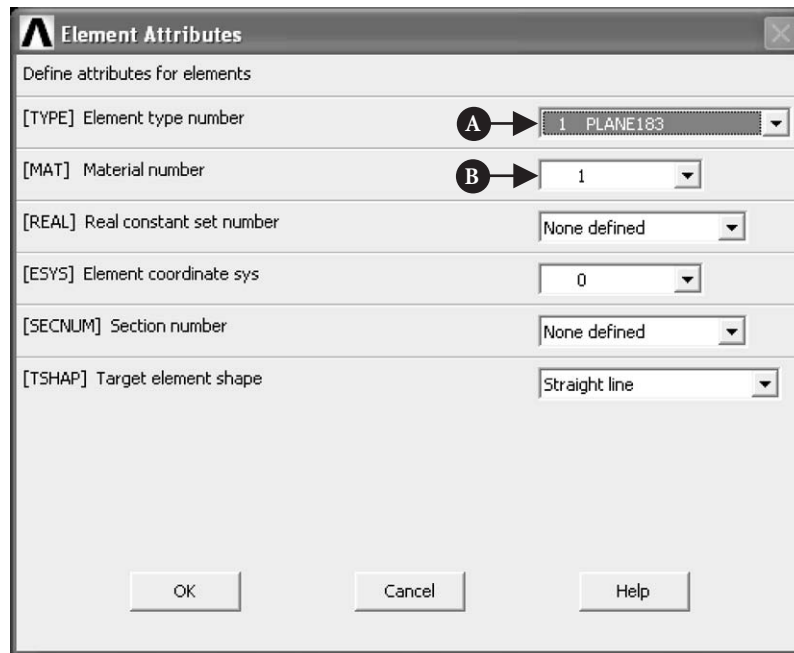 Element Attributes
Define attributes for elements
[TYPE] Element type number
A
1 PLANE183
[MAT] Material number
B
1
[REAL] Real constant set number
None defined
[ESYS] Element coordinate sys
0
[SECNUM] Section number
None defined
[TSHAP] Target element shape
Straight line
OK
Cancel
Help